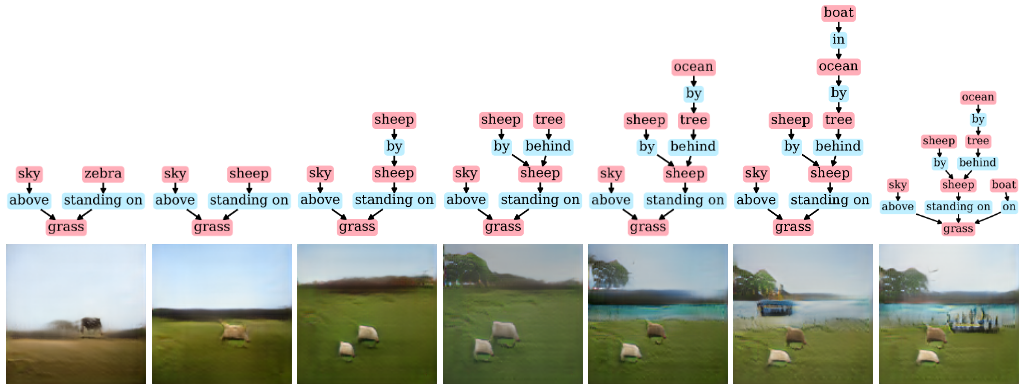 sky
zebra
above
standing on
grass
sky
sheep
above
standing on
grass
sheep
by
sky
sheep
above
standing on
grass
sheep
tree
by
behind
sky
sheep
above
standing on
grass
ocean
by
sheep
tree
by
behind
sky
sheep
above
standing on
grass
boat
in
ocean
by
sheep
tree
by
behind
sky
sheep
above
standing on
grass
ocean
by
sheep
tree
by
behind
sky
sheep
boat
above
standing on
on
grass